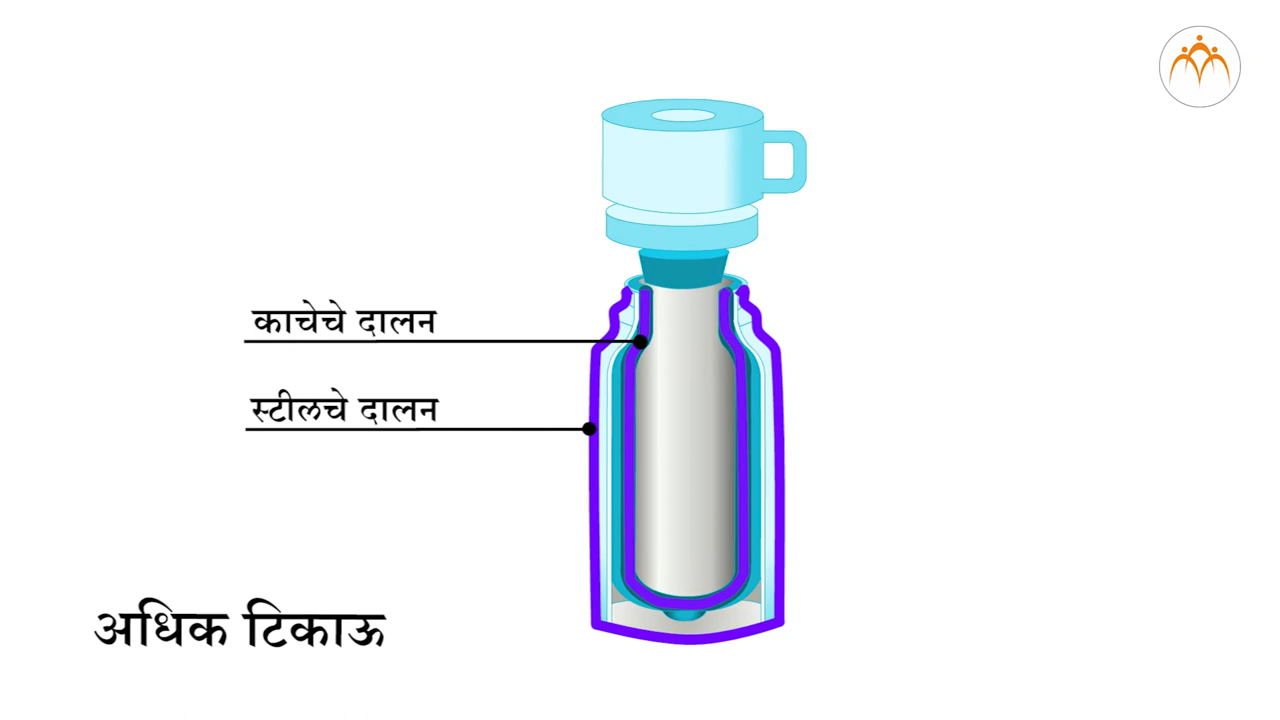 काचेचे दालन
स्टीलचे दालन
अधिक टिकाऊ